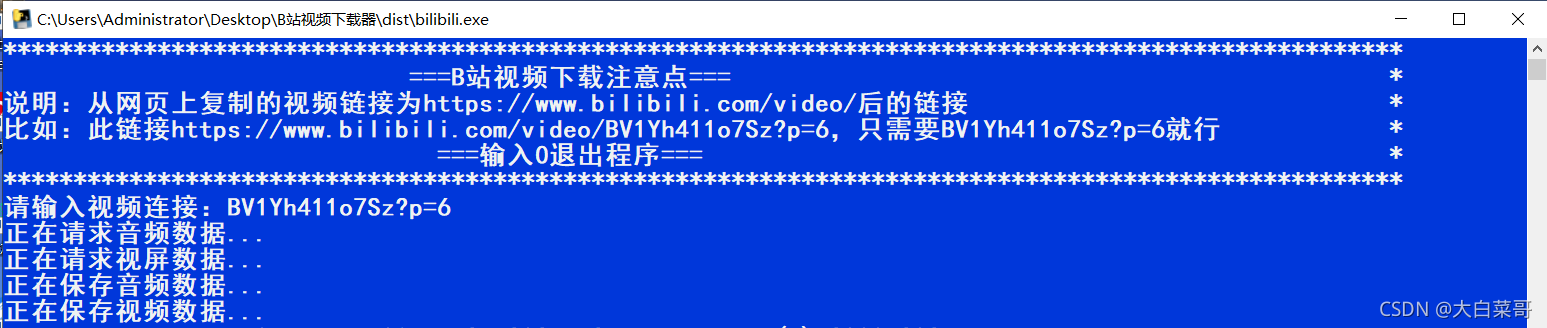 C:\Users\Administrator\Desktop\B站视频下载器\dist\bilibili.exe
****************************************************************************************************
===B站视频下载注意点=== *
说明：从网页上复制的视频链接为https://www.bilibili.com/video/后的链接 *
比如：此链接https://www.bilibili.com/video/BV1Yh411o7Sz?p=6，只需要BV1Yh411o7Sz?p=6就行 *
===输入0退出程序=== *
****************************************************************************************************
请输入视频连接：BV1Yh411o7Sz?p=6
正在请求音频数据...
正在请求视屏数据...
正在保存音频数据...
正在保存视频数据...
CSDN @大白菜哥